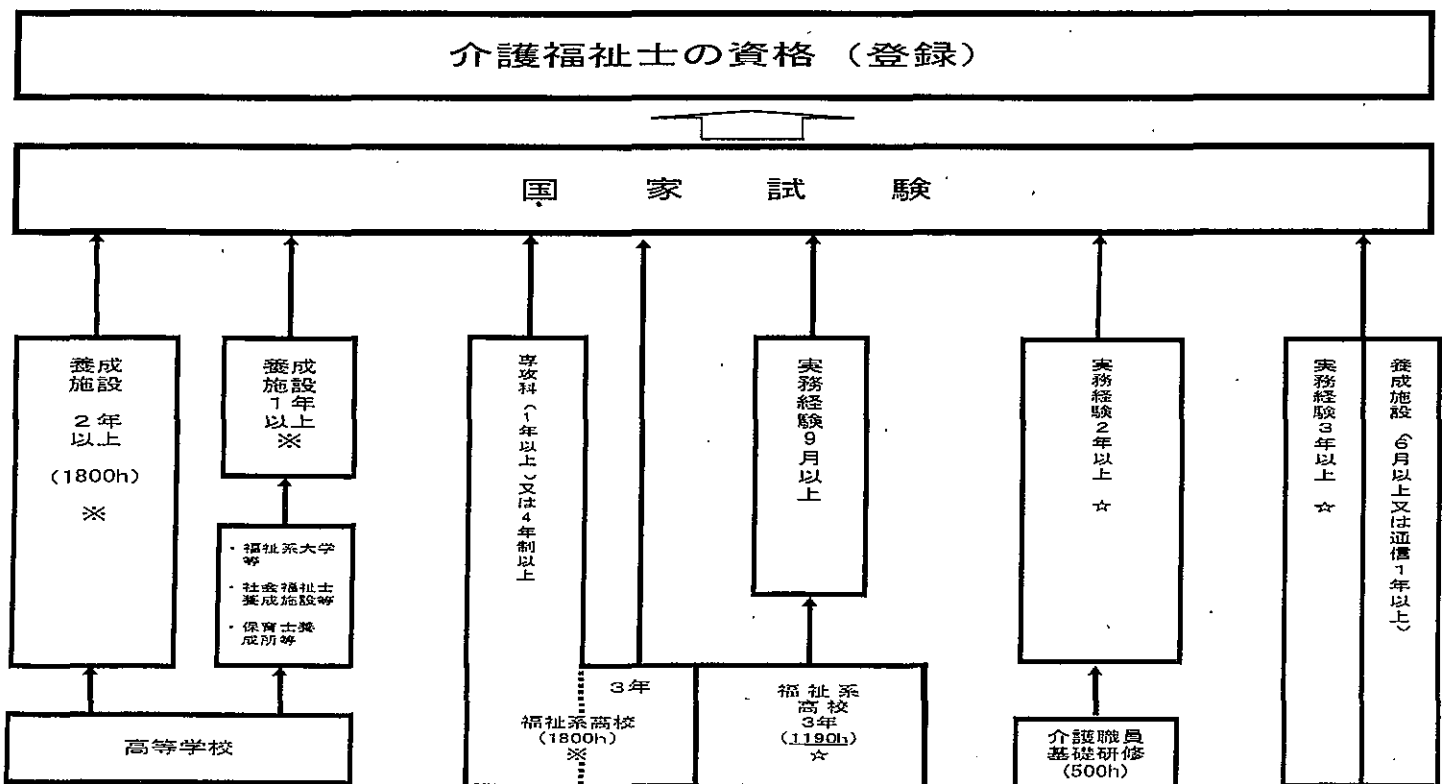 介護福祉士の資格（登録）
国家試験
養成施設
2年以上
(1800h)
※
養成施設
1年以上
※
・福祉系大学等
・社会福祉士養成施設等
・保育士養成所等
高等学校
専攻科（1年以上）又は4年制以上
3年
福祉系高校
(1800h)
※
実務経験9月以上
福祉系高校
3年
(1190h)
☆
実務経験2年以上 ☆
介護職員基礎研修
(500h)
実務経験3年以上 ☆
養成施設（6月以上又は通信1年以上）